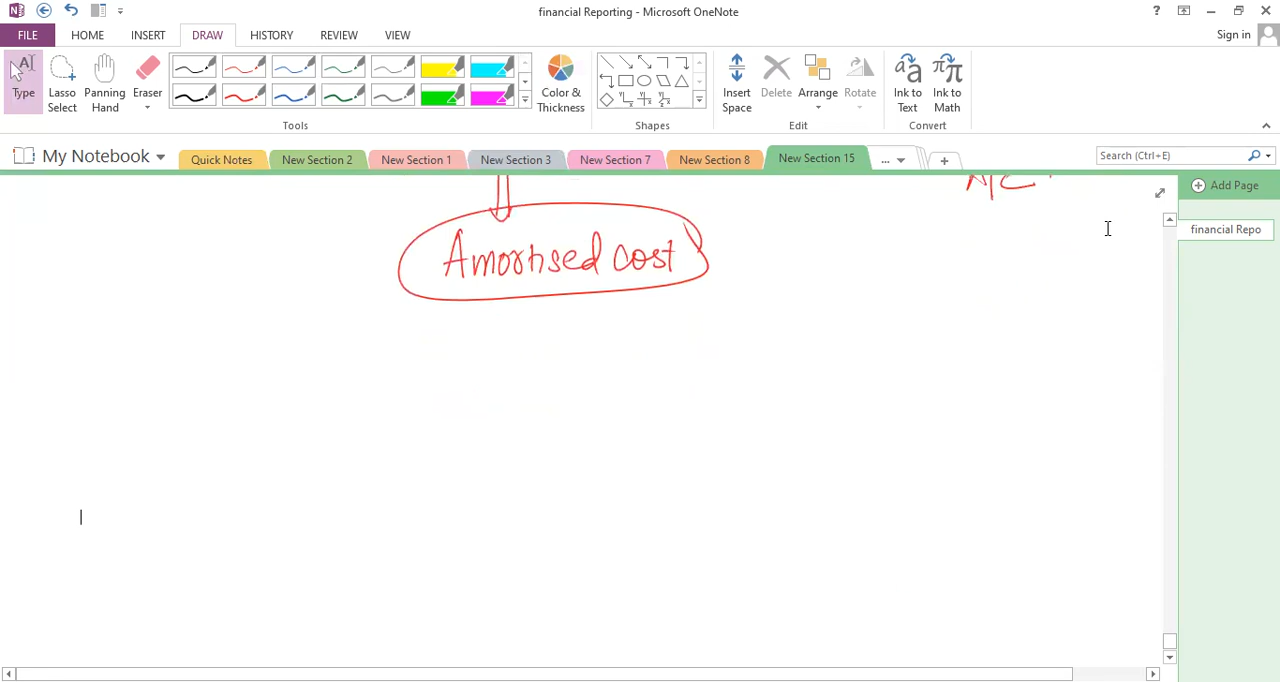 financial Reporting - Microsoft OneNote
?
FILE HOME INSERT DRAW HISTORY REVIEW VIEW
Sign in
Type
Lasso Select
Panning Hand
Eraser
Color & Thickness
Insert Space
Delete
Arrange
Rotate
Ink to Text
Ink to Math
Tools
Shapes
Edit
Convert
My Notebook
Quick Notes
New Section 2
New Section 1
New Section 3
New Section 7
New Section 8
New Section 15
...
Search (Ctrl+E)
Add Page
financial Repo
Amortised cost